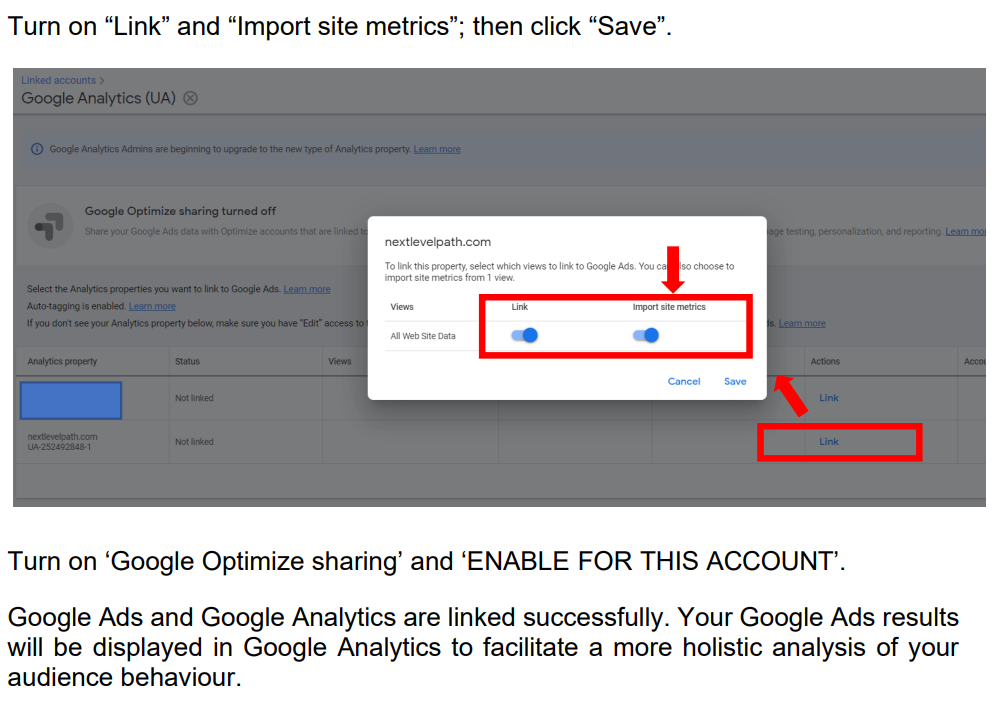 Turn on “Link” and “Import site metrics”; then click “Save”.
Linked accounts >
Google Analytics (UA)
Google Analytics Admins are beginning to upgrade to the new type of Analytics property. Learn more
Google Optimize sharing turned off
Share your Google Ads data with Optimize accounts that are linked to
age testing, personalization, and reporting. Learn mo
Select the Analytics properties you want to link to Google Ads. Learn more
Auto-tagging is enabled. Learn more
If you don't see your Analytics property below, make sure you have "Edit" access to
s. Learn more
nextlevelpath.com
To link this property, select which views to link to Google Ads. You can also choose to
import site metrics from 1 view.
Views Link Import site metrics
All Web Site Data
Cancel Save
Analytics property Status Views Actions Accou
Not linked Link
nextlevelpath.com
UA-252492848-1
Not linked Link
Turn on ‘Google Optimize sharing’ and ‘ENABLE FOR THIS ACCOUNT’.
Google Ads and Google Analytics are linked successfully. Your Google Ads results
will be displayed in Google Analytics to facilitate a more holistic analysis of your
audience behaviour.